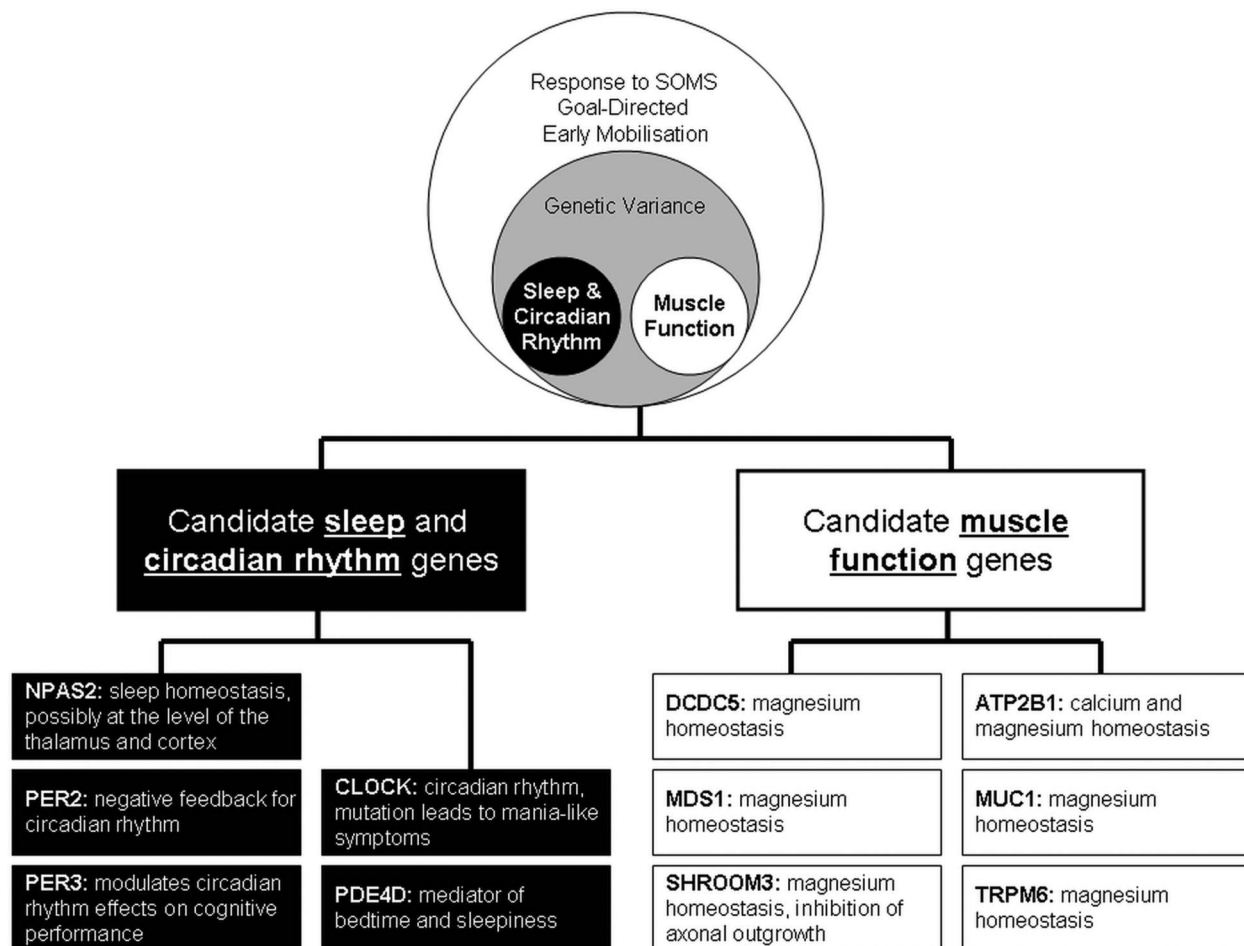 Response to SOMS
Goal-Directed
Early Mobilisation
Genetic Variance
Sleep &
Circadian
Rhythm
Muscle
Function
Candidate sleep and
circadian rhythm genes
Candidate muscle
function genes
NPAS2: sleep homeostasis,
possibly at the level of the
thalamus and cortex
PER2: negative feedback for
circadian rhythm
PER3: modulates circadian
rhythm effects on cognitive
performance
CLOCK: circadian rhythm,
mutation leads to mania-like
symptoms
PDE4D: mediator of
bedtime and sleepiness
DCDC5: magnesium
homeostasis
MDS1: magnesium
homeostasis
SHROOM3: magnesium
homeostasis, inhibition of
axonal outgrowth
ATP2B1: calcium and
magnesium homeostasis
MUC1: magnesium
homeostasis
TRPM6: magnesium
homeostasis